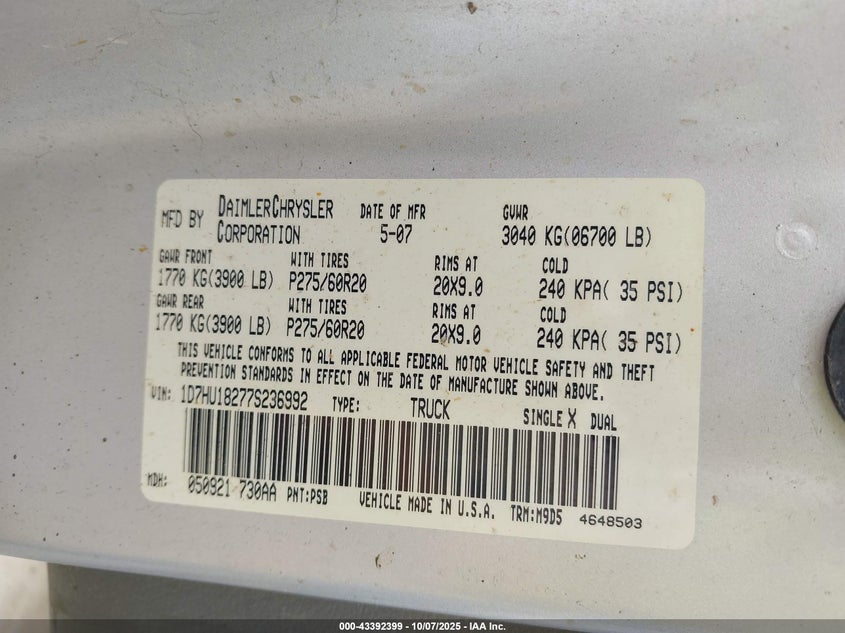 MFD BY DAIMLERCHRYSLER CORPORATION DATE OF MFR 5-07 GVWR 3040 KG(06700 LB)
GAWR FRONT WITH TIRES RIMS AT COLD
1770 KG(3900 LB) P275/60R20 20X9.0 240 KPA( 35 PSI)
GAWR REAR WITH TIRES RIMS AT COLD
1770 KG(3900 LB) P275/60R20 20X9.0 240 KPA( 35 PSI)
THIS VEHICLE CONFORMS TO ALL APPLICABLE FEDERAL MOTOR VEHICLE SAFETY AND THEFT
PREVENTION STANDARDS IN EFFECT ON THE DATE OF MANUFACTURE SHOWN ABOVE.
VIN: 1D7HU18277S236992 TYPE: TRUCK SINGLE X DUAL
MDH: 050921 730AA PNT:PSB VEHICLE MADE IN U.S.A. TRM:M9D5 4648503
000-43392399 - 10/07/2025 - IAA Inc.